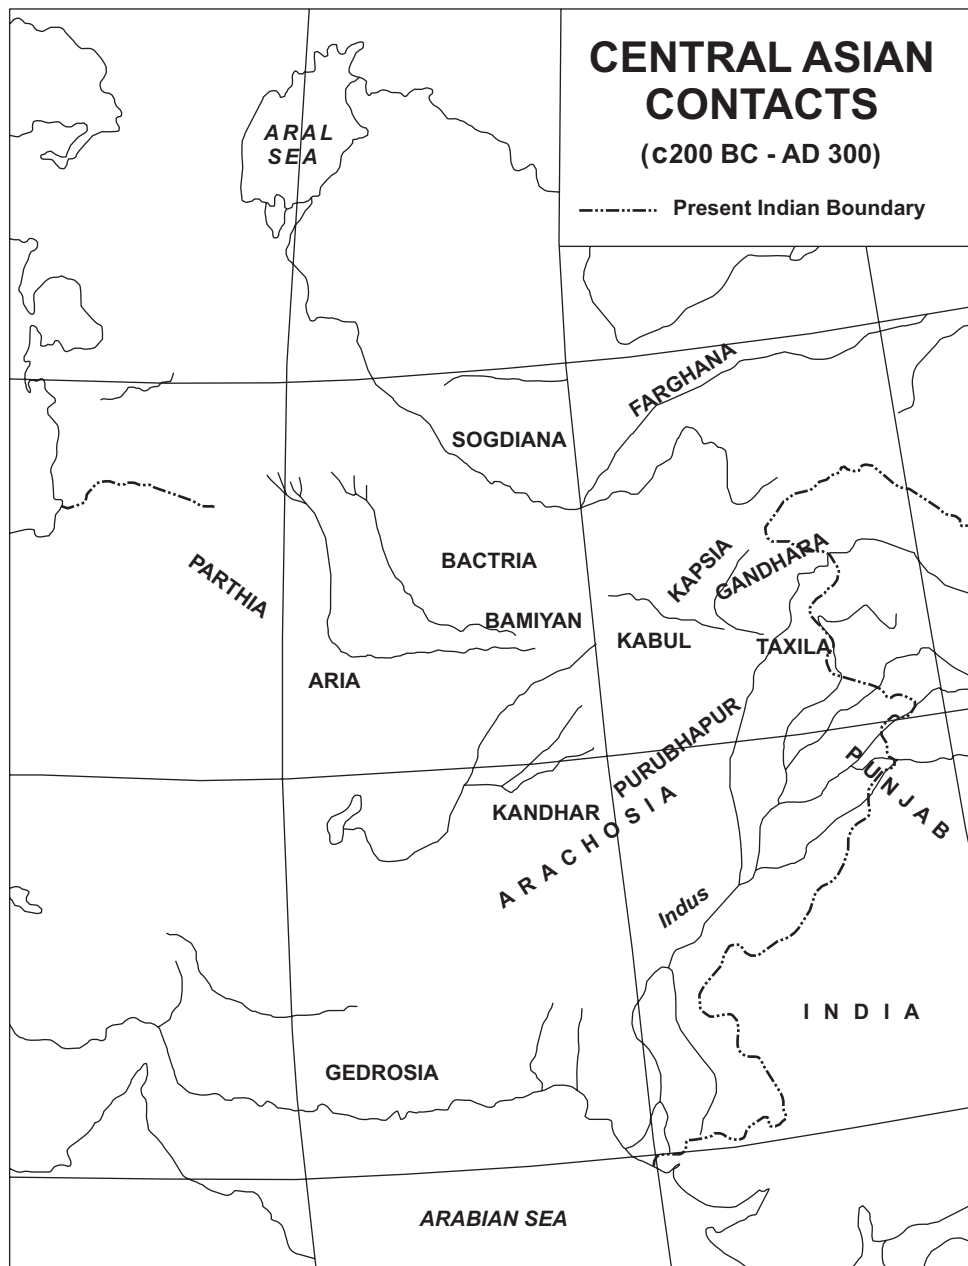 CENTRAL ASIAN
CONTACTS
(c200 BC - AD 300)
Present Indian Boundary
ARAL
SEA
FARGHANA
SOGDIANA
BACTRIA
KAPSIA
GANDHARA
PARTHIA
BAMIYAN
KABUL
TAXILA
ARIA
PURUBHAPUR
PUNJAB
KANDHAR
ARACHOSIA
Indus
INDIA
GEDROSIA
ARABIAN SEA